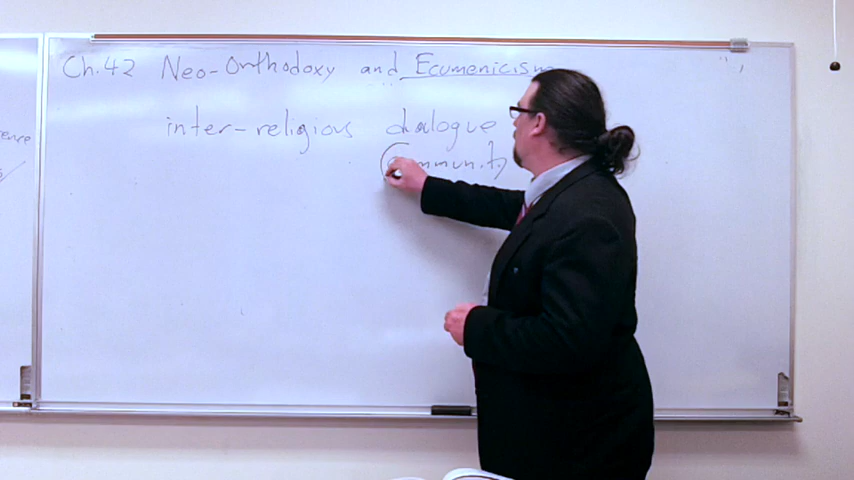 Ch. 42 Neo-Orthodoxy and Ecumenicism
inter-religious dialogue
Community